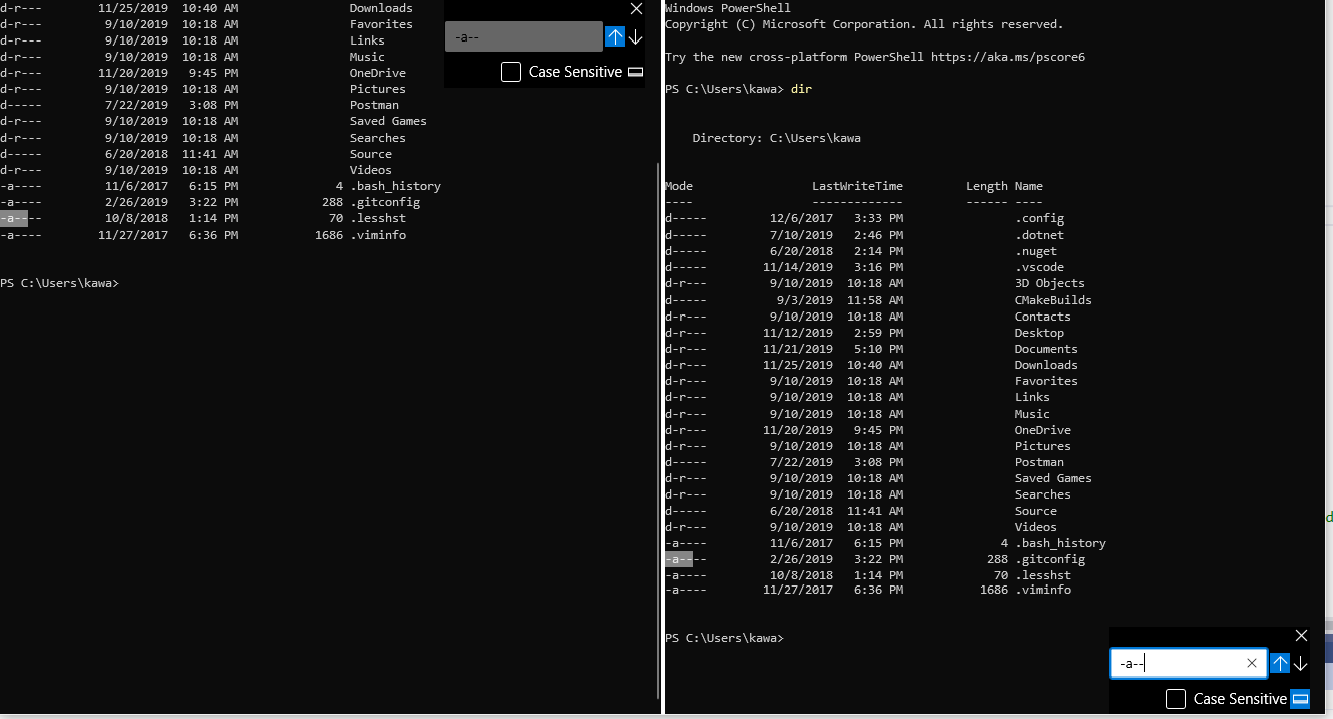 d-r---        11/25/2019  10:40 AM                Downloads
d-r---         9/10/2019  10:18 AM                Favorites
d-r---         9/10/2019  10:18 AM                Links
d-r---         9/10/2019  10:18 AM                Music
d-r---        11/20/2019   9:45 PM                OneDrive
d-r---         9/10/2019  10:18 AM                Pictures
d-----         7/22/2019   3:08 PM                Postman
d-r---         9/10/2019  10:18 AM                Saved Games
d-r---         9/10/2019  10:18 AM                Searches
d-----         6/20/2018  11:41 AM                Source
d-r---         9/10/2019  10:18 AM                Videos
-a----         11/6/2017   6:15 PM              4 .bash_history
-a----         2/26/2019   3:22 PM            288 .gitconfig
-a----         10/8/2018   1:14 PM             70 .lesshst
-a----        11/27/2017   6:36 PM           1686 .viminfo
PS C:\Users\kawa>
-a--
Case Sensitive
Windows PowerShell
Copyright (C) Microsoft Corporation. All rights reserved.
Try the new cross-platform PowerShell https://aka.ms/pscore6
PS C:\Users\kawa> dir
Directory: C:\Users\kawa
Mode                 LastWriteTime         Length Name
----                 -------------         ------ ----
d-----         12/6/2017   3:33 PM                .config
d-----         7/10/2019   2:46 PM                .dotnet
d-----         6/20/2018   2:14 PM                .nuget
d-----        11/14/2019   3:16 PM                .vscode
d-r---         9/10/2019  10:18 AM                3D Objects
d-----          9/3/2019  11:58 AM                CMakeBuilds
d-r---         9/10/2019  10:18 AM                Contacts
d-r---        11/12/2019   2:59 PM                Desktop
d-r---        11/21/2019   5:10 PM                Documents
d-r---        11/25/2019  10:40 AM                Downloads
d-r---         9/10/2019  10:18 AM                Favorites
d-r---         9/10/2019  10:18 AM                Links
d-r---         9/10/2019  10:18 AM                Music
d-r---        11/20/2019   9:45 PM                OneDrive
d-r---         9/10/2019  10:18 AM                Pictures
d-----         7/22/2019   3:08 PM                Postman
d-r---         9/10/2019  10:18 AM                Saved Games
d-r---         9/10/2019  10:18 AM                Searches
d-----         6/20/2018  11:41 AM                Source
d-r---         9/10/2019  10:18 AM                Videos
-a----         11/6/2017   6:15 PM              4 .bash_history
-a----         2/26/2019   3:22 PM            288 .gitconfig
-a----         10/8/2018   1:14 PM             70 .lesshst
-a----        11/27/2017   6:36 PM           1686 .viminfo
PS C:\Users\kawa>
-a--
Case Sensitive